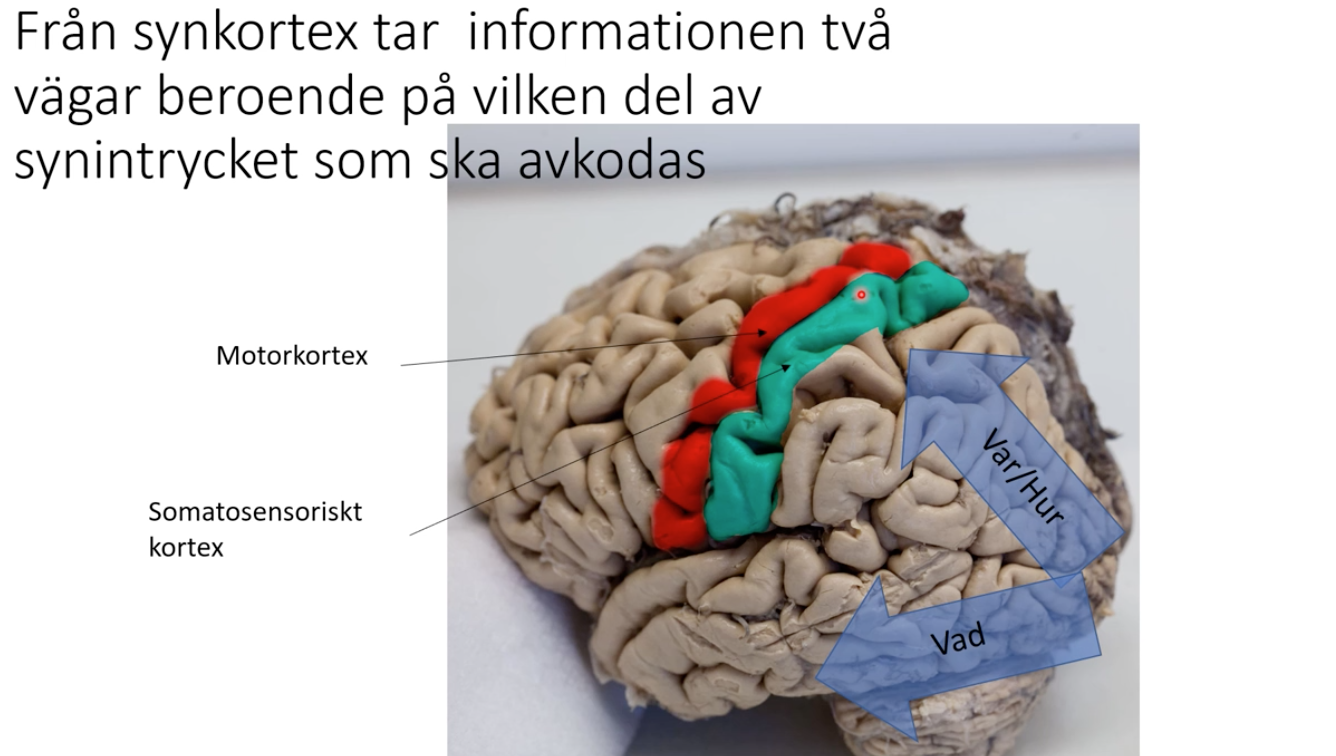 Från synkortex tar  informationen två
vägar beroende på vilken del av
synintrycket som ska avkodas
Motorkortex
Somatosensoriskt
kortex
Var/Hur
Vad